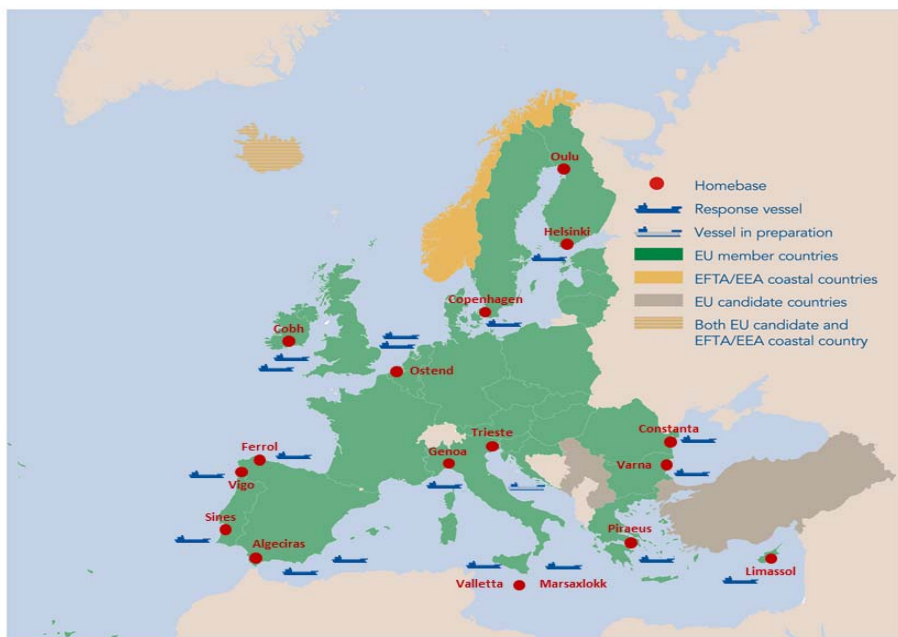 Oulu
Homebase
Response vessel
Helsinki
Vessel in preparation
EU member countries
EFTA/EEA coastal countries
Copenhagen
EU candidate countries
Cobh
Both EU candidate and
EFTA/EEA coastal country
Ostend
Trieste
Constanta
Ferrol
Genoa
Varna
Vigo
Sines
Piraeus
Algeciras
Limassol
Valletta
Marsaxlokk